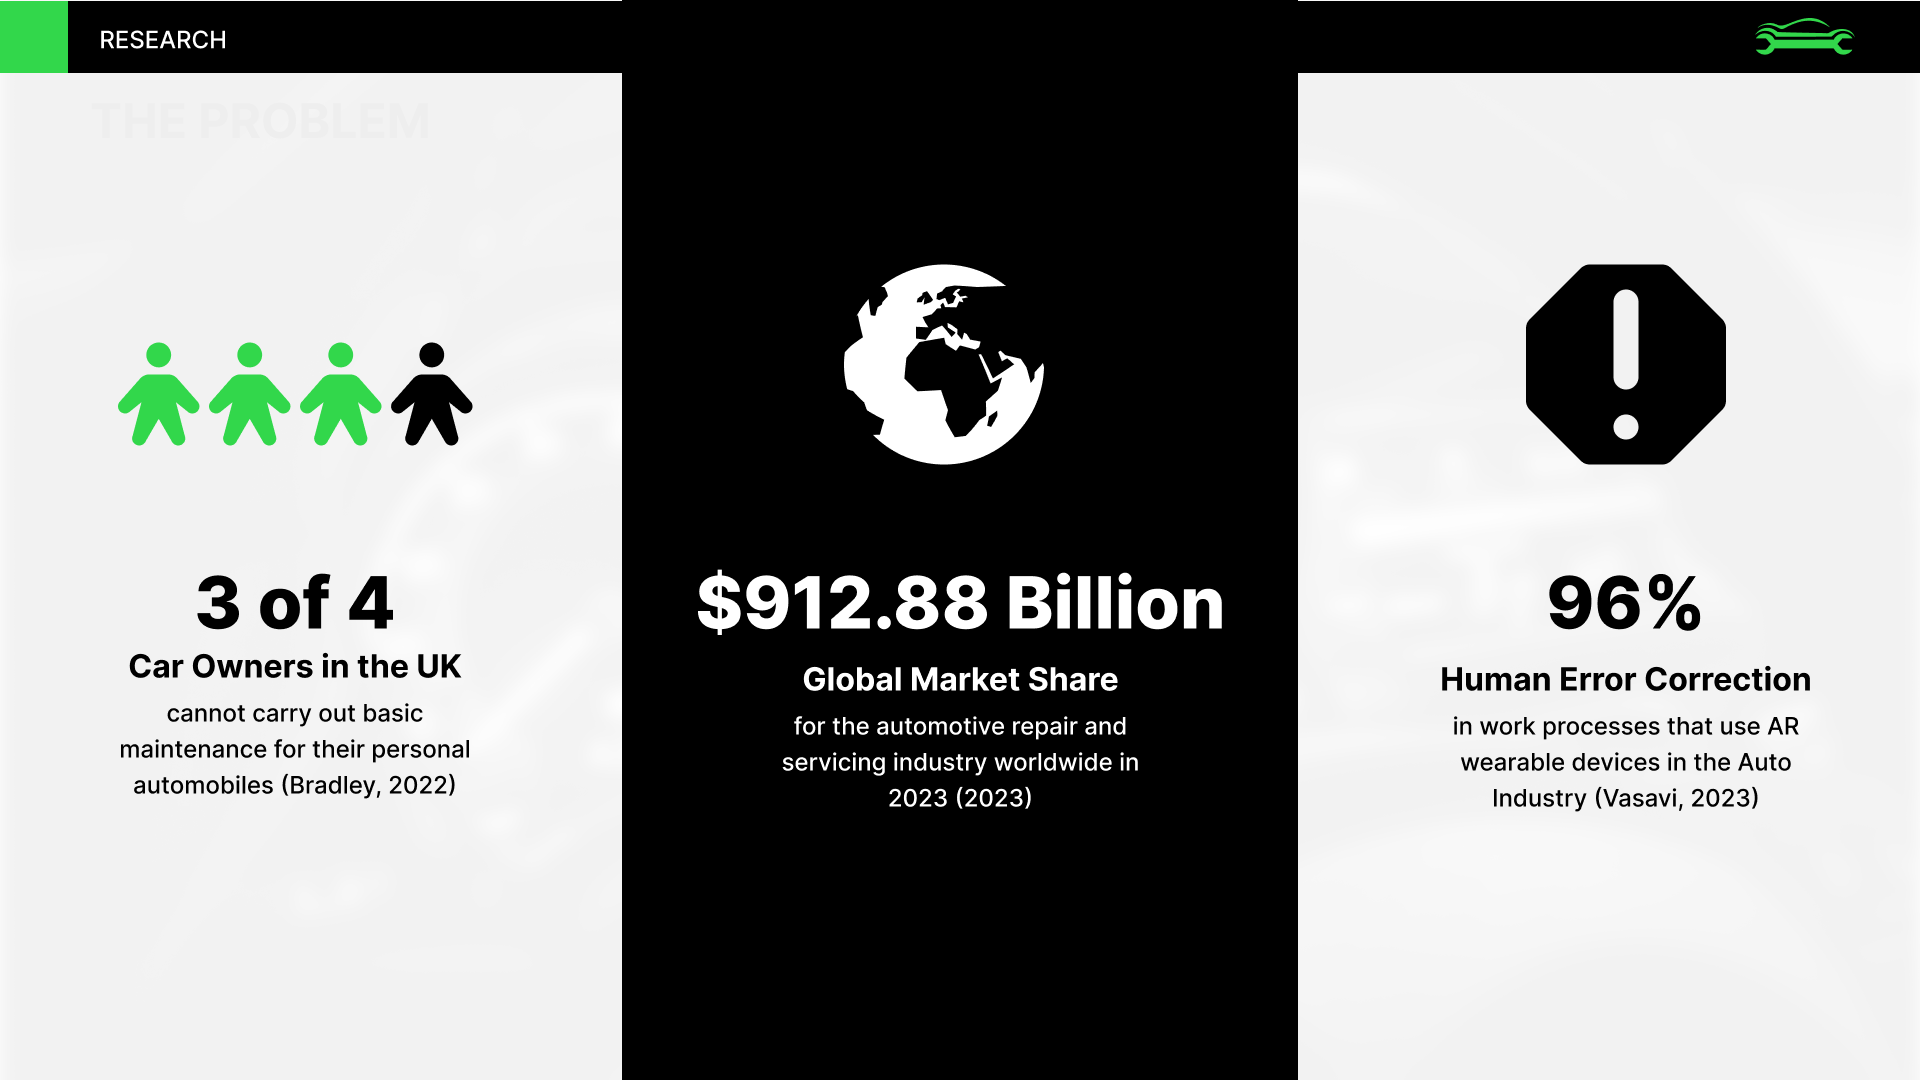 RESEARCH
THE PROBLEM
3 of 4
Car Owners in the UK
cannot carry out basic
maintenance for their personal
automobiles (Bradley, 2022)
$912.88 Billion
Global Market Share
for the automotive repair and
servicing industry worldwide in
2023 (2023)
96%
Human Error Correction
in work processes that use AR
wearable devices in the Auto
Industry (Vasavi, 2023)